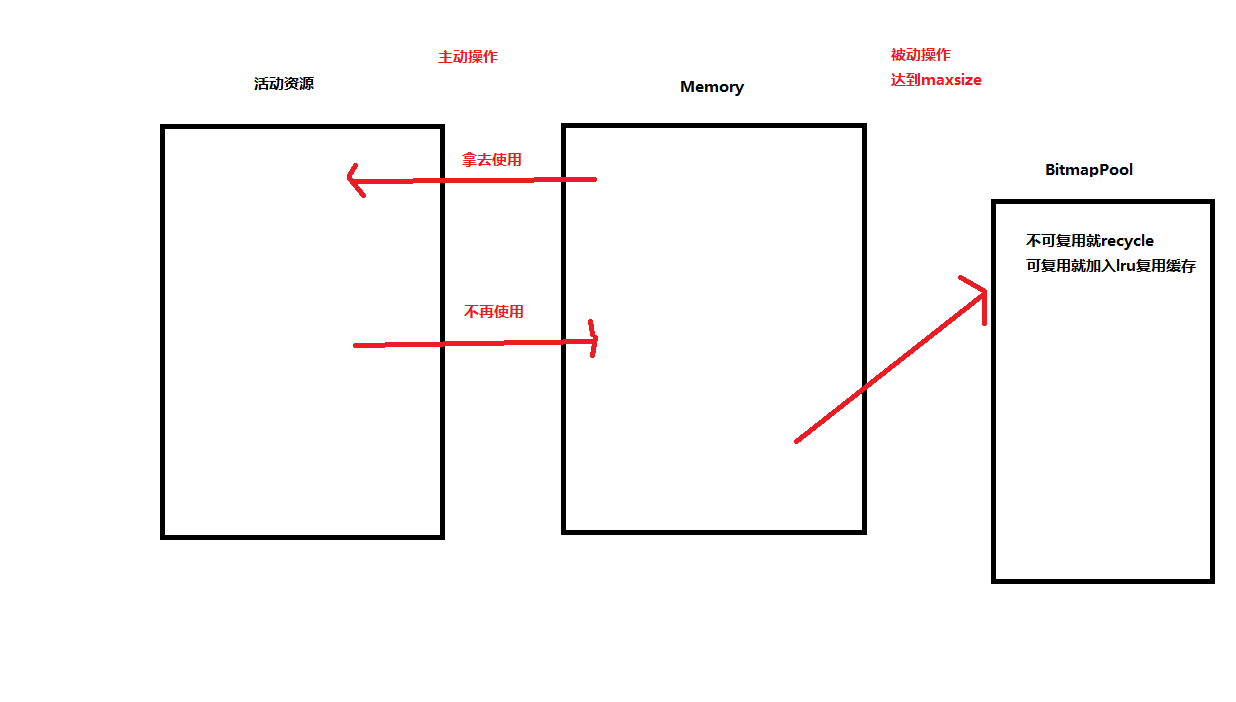 主动操作
被动操作
达到maxsize
活动资源
Memory
拿去使用
BitmapPool
不可复用就recycle
可复用就加入lru复用缓存
不再使用